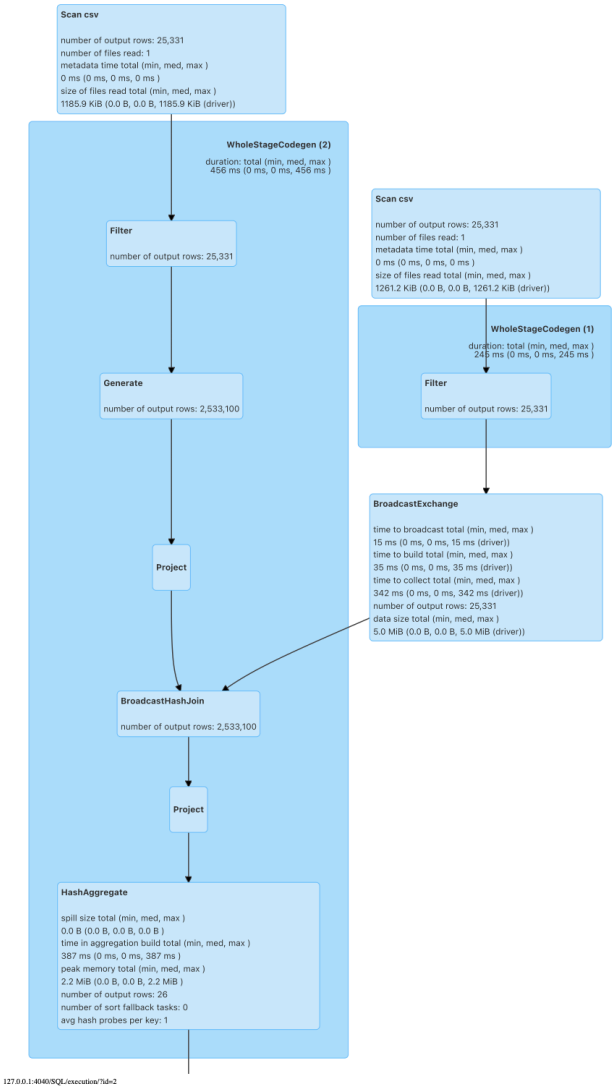 Scan csv
number of output rows: 25,331
number of files read: 1
metadata time total (min, med, max )
0 ms (0 ms, 0 ms, 0 ms )
size of files read total (min, med, max )
1185.9 KiB (0.0 B, 0.0 B, 1185.9 KiB (driver))
WholeStageCodegen (2)
duration: total (min, med, max )
456 ms (0 ms, 0 ms, 456 ms )
Filter
number of output rows: 25,331
Generate
number of output rows: 2,533,100
Project
Scan csv
number of output rows: 25,331
number of files read: 1
metadata time total (min, med, max )
0 ms (0 ms, 0 ms, 0 ms )
size of files read total (min, med, max )
1261.2 KiB (0.0 B, 0.0 B, 1261.2 KiB (driver))
WholeStageCodegen (1)
duration: total (min, med, max )
245 ms (0 ms, 0 ms, 245 ms )
Filter
number of output rows: 25,331
BroadcastExchange
time to broadcast total (min, med, max )
15 ms (0 ms, 0 ms, 15 ms (driver))
time to build total (min, med, max )
35 ms (0 ms, 0 ms, 35 ms (driver))
time to collect total (min, med, max )
342 ms (0 ms, 0 ms, 342 ms (driver))
number of output rows: 25,331
data size total (min, med, max )
5.0 MiB (0.0 B, 0.0 B, 5.0 MiB (driver))
BroadcastHashJoin
number of output rows: 2,533,100
Project
HashAggregate
spill size total (min, med, max )
0.0 B (0.0 B, 0.0 B, 0.0 B )
time in aggregation build total (min, med, max )
387 ms (0 ms, 0 ms, 387 ms )
peak memory total (min, med, max )
2.2 MiB (0.0 B, 0.0 B, 2.2 MiB )
number of output rows: 26
number of sort fallback tasks: 0
avg hash probes per key: 1
127.0.0.1:4040/SQL/execution/?id=2